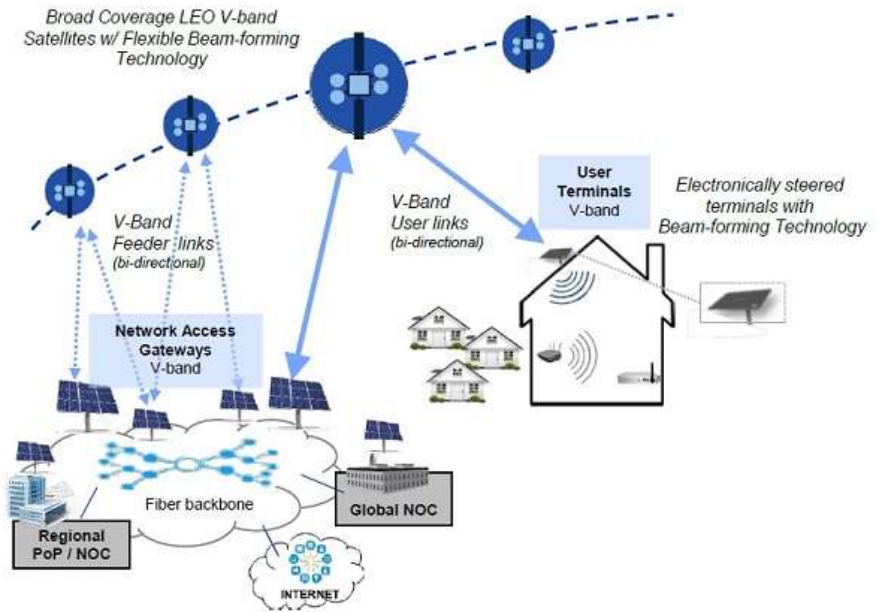 Broad Coverage LEO V-band
Satellites w/ Flexible Beam-forming
Technology
User
Terminals
V-band
Electronically steered
terminals with
Beam-forming Technology
V-Band
Feeder links
(bi-directional)
V-Band
User links
(bi-directional)
Network Access
Gateways
V-band
Fiber backbone
Global NOC
Regional
PoP / NOC
INTERNET